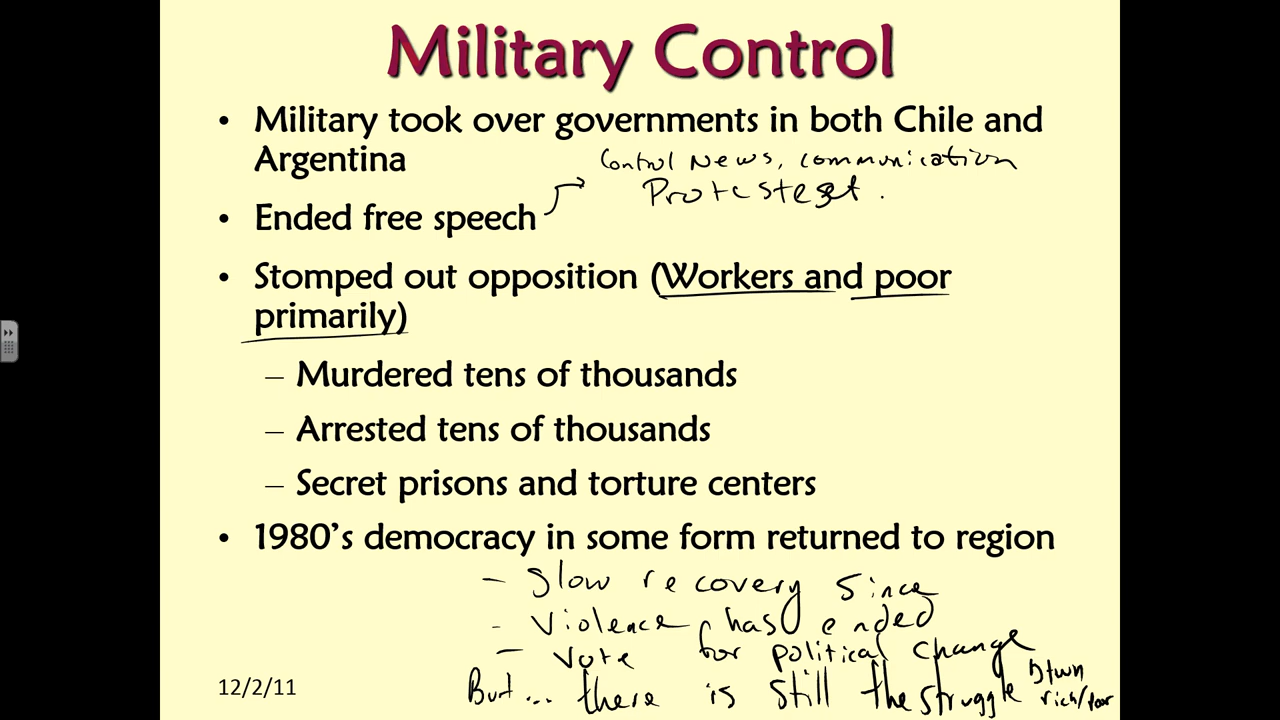 Military Control
• Military took over governments in both Chile and
Argentina
Control News, communication
Protest
• Ended free speech
• Stomped out opposition (Workers and poor
primarily)
– Murdered tens of thousands
– Arrested tens of thousands
– Secret prisons and torture centers
• 1980's democracy in some form returned to region
- Slow recovery since
- Violence has ended
- Vote for political change
But... there is still the struggle btwn
rich/poor
12/2/11